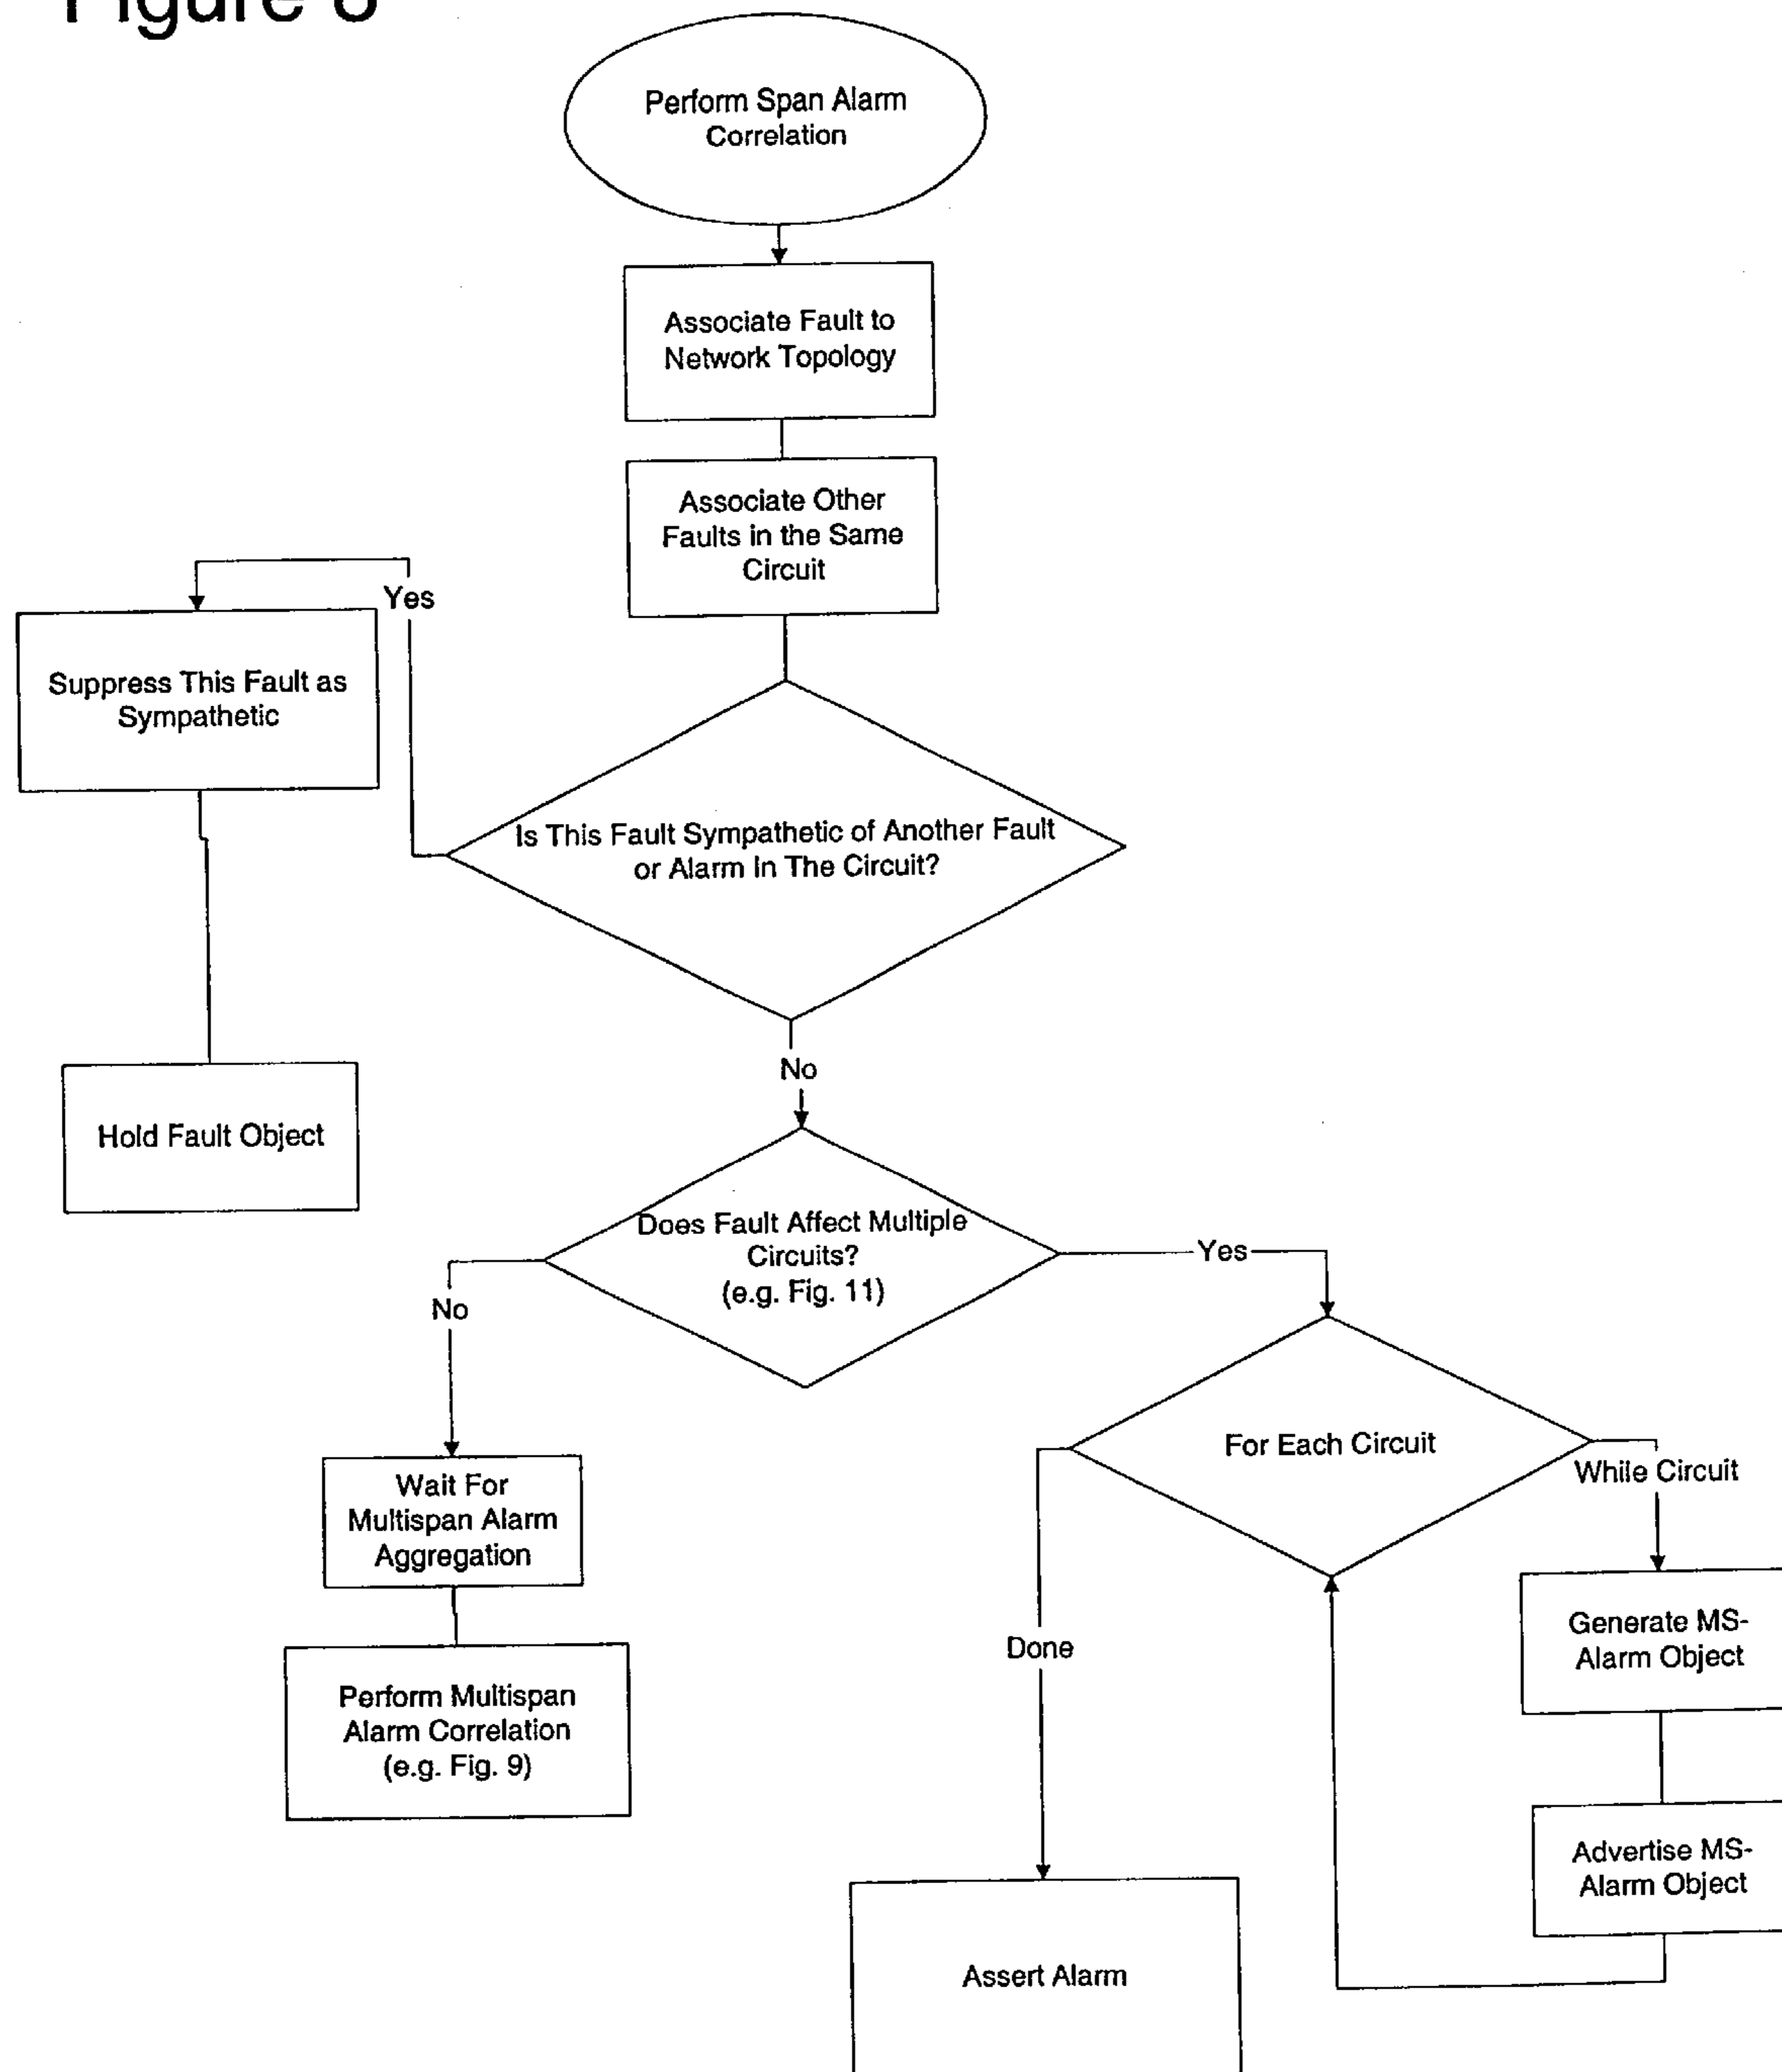 Figure 8
Perform Span Alarm
Correlation
Associate Fault to
Network Topology
Associate Other
Faults in the Same
Circuit
Yes
Suppress This Fault as
Sympathetic
Is This Fault Sympathetic of Another Fault
or Alarm In The Circuit?
No
Hold Fault Object
Does Fault Affect Multiple
Circuits?
(e.g. Fig. 11)
Yes
No
For Each Circuit
While Circuit
Wait For
Multispan Alarm
Aggregation
Generate MS-
Alarm Object
Done
Perform Multispan
Alarm Correlation
(e.g. Fig. 9)
Advertise MS-
Alarm Object
Assert Alarm